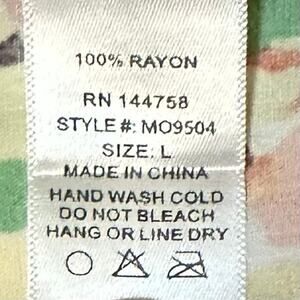 100% RAYON
RN 144758
STYLE#: MO9504
SIZE: L
MADE IN CHINA
HAND WASH COLD
DO NOT BLEACH
HANG OR LINE DRY